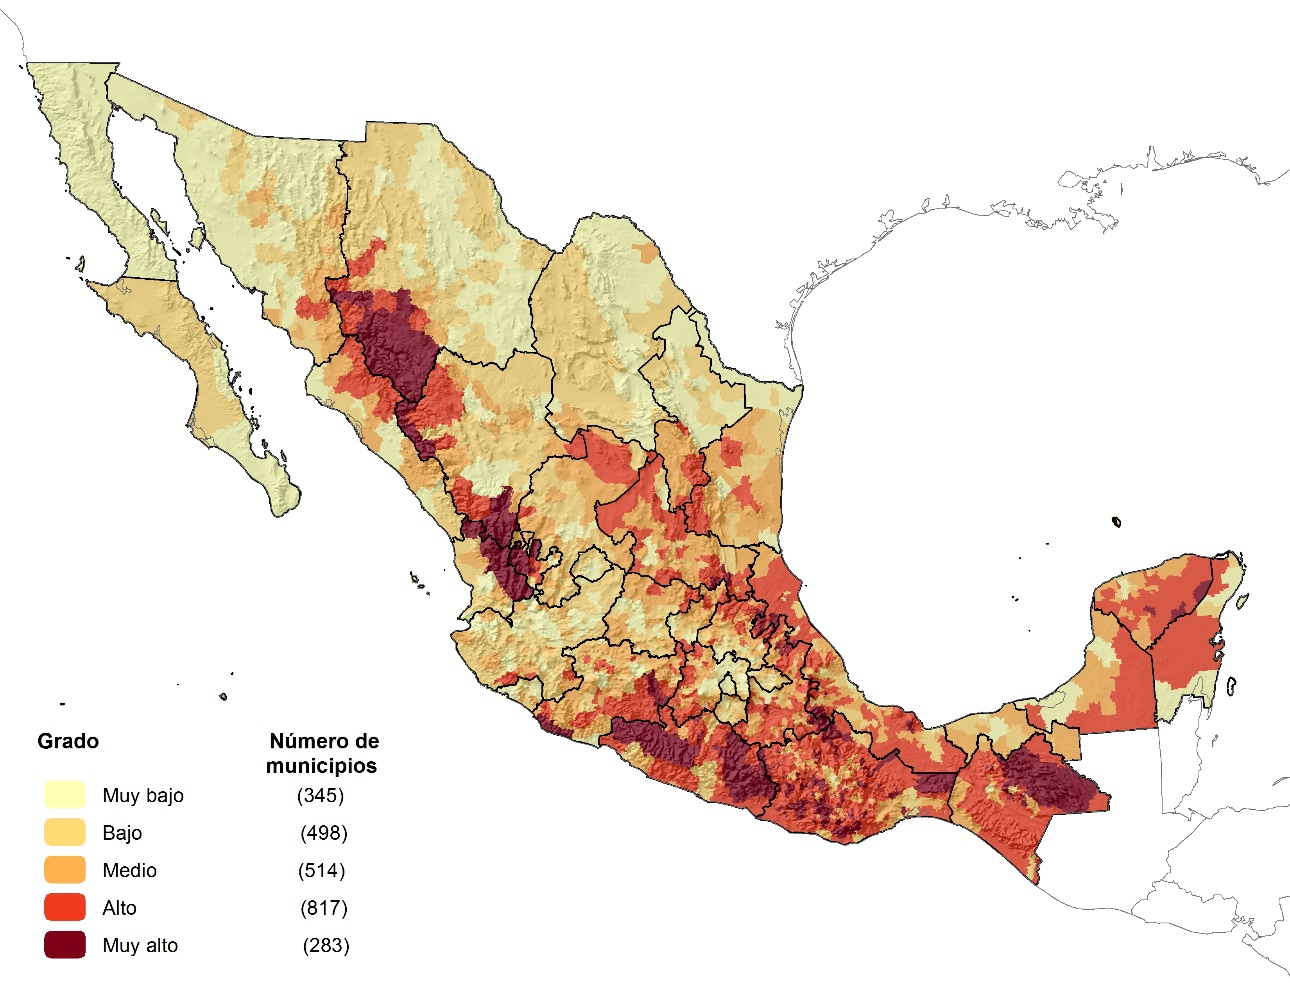 Grado
Número de
municipios
Muy bajo (345)
Bajo (498)
Medio (514)
Alto (817)
Muy alto (283)